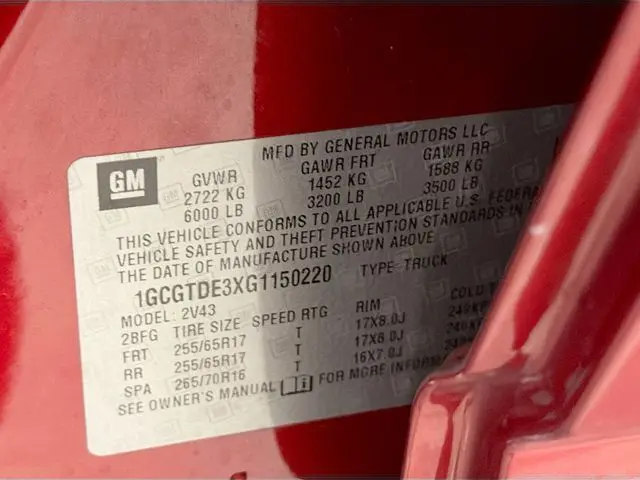 GM
MFD BY GENERAL MOTORS LLC
GVWR GAWR FRT GAWR RR
2722 KG 1452 KG 1588 KG
6000 LB 3200 LB 3500 LB
THIS VEHICLE CONFORMS TO ALL APPLICABLE U.S. FEDERA
VEHICLE SAFETY AND THEFT PREVENTION STANDARDS IN
THE DATE OF MANUFACTURE SHOWN ABOVE
1GCGTDE3XG1150220 TYPE: TRUCK
MODEL: 2V43
2BFG TIRE SIZE SPEED RTG RIM COLD
FRT 255/65R17 T 17X8.0J
RR 255/65R17 T 17X8.0J
SPA 265/70R16 T 16X7.0J
SEE OWNER'S MANUAL FOR MORE INFORM